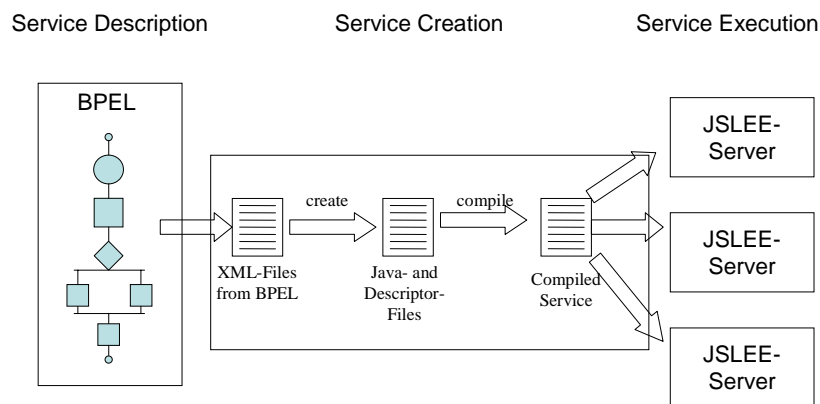 Service Description
Service Creation
Service Execution
BPEL
create
compile
XML-Files
from BPEL
Java- and
Descriptor-
Files
Compiled
Service
JSLEE-
Server
JSLEE-
Server
JSLEE-
Server